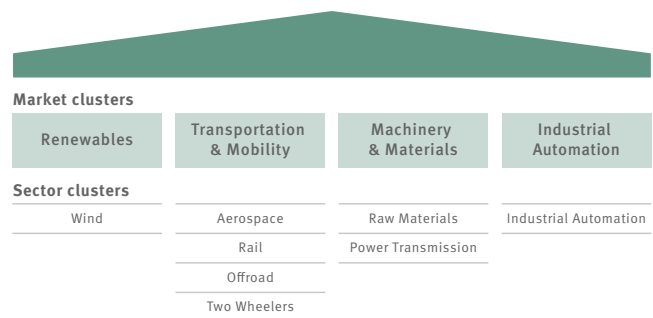 Market clusters
Renewables
Transportation
& Mobility
Machinery
& Materials
Industrial
Automation
Sector clusters
Wind
Aerospace
Raw Materials
Industrial Automation
Rail
Power Transmission
Offroad
Two Wheelers